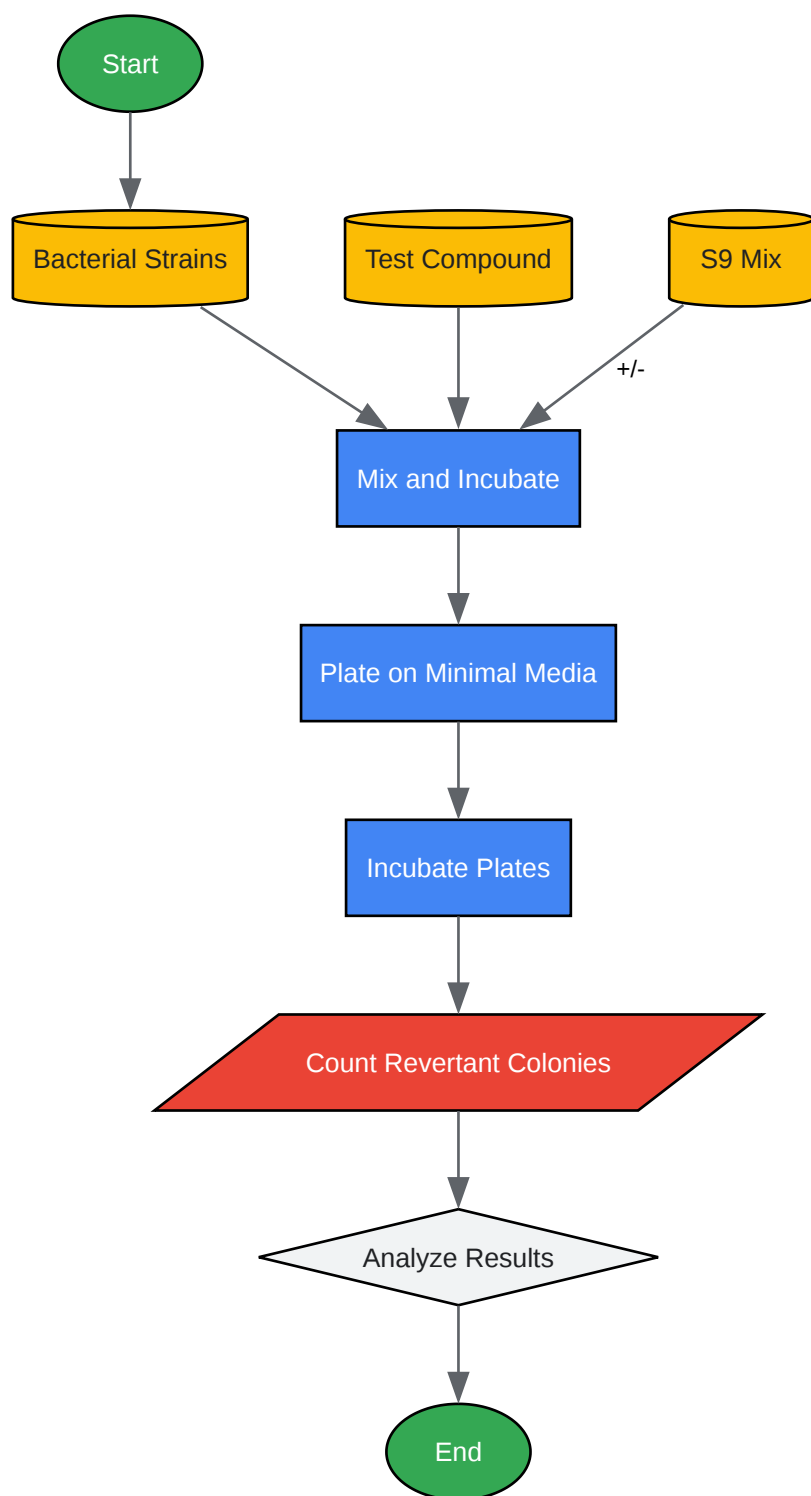 Start
Bacterial Strains
Test Compound
S9 Mix
+/-
Mix and Incubate
Plate on Minimal Media
Incubate Plates
Count Revertant Colonies
Analyze Results
End